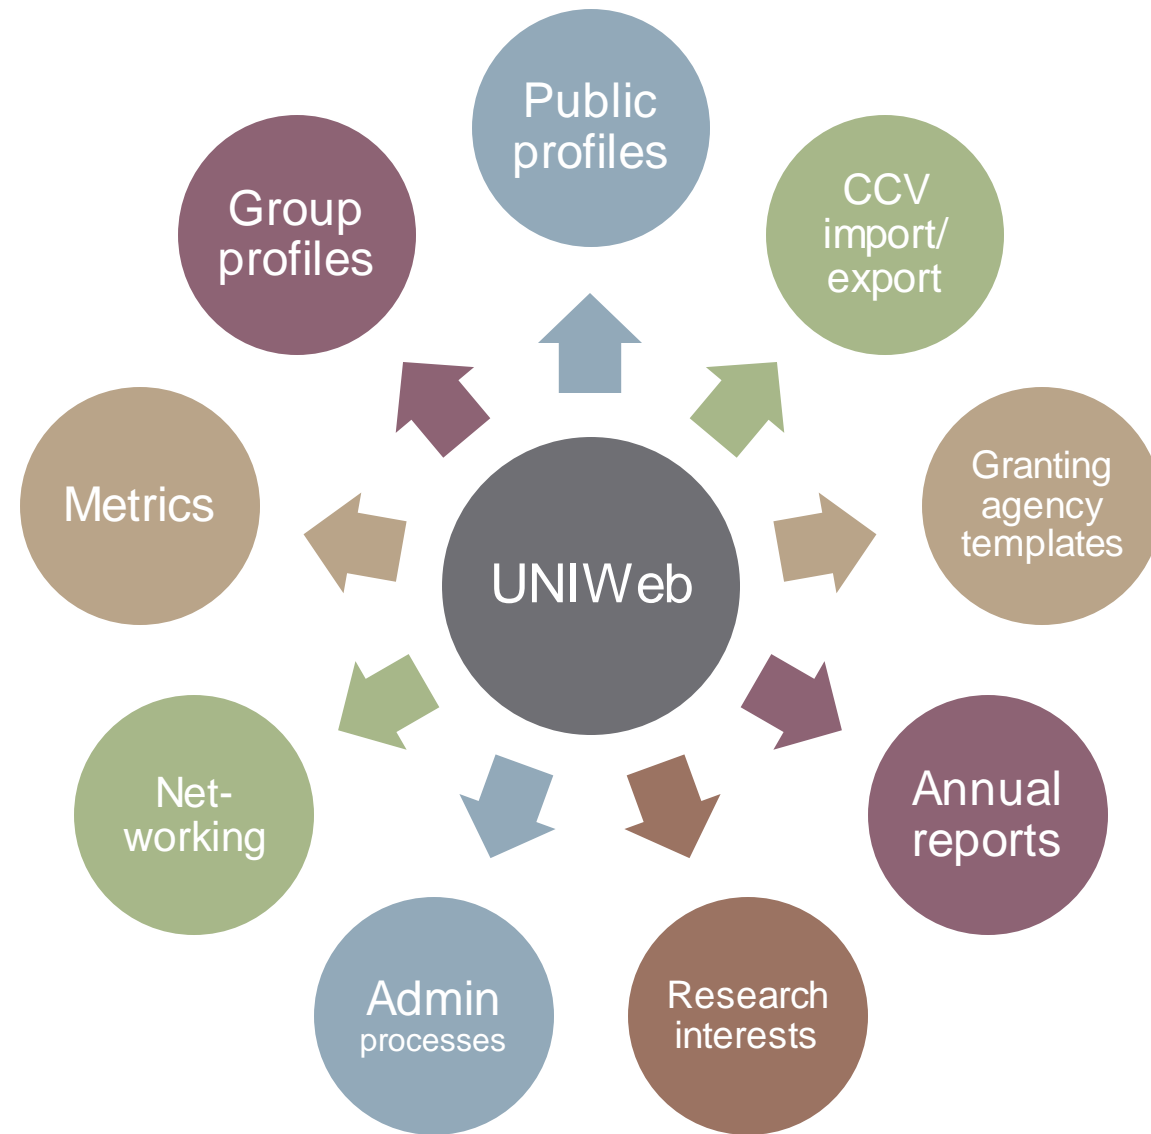 Public
profiles
CCV
import/
export
Granting
agency
templates
Annual
reports
Research
interests
Admin
processes
Net-
working
Metrics
Group
profiles
UNIWeb